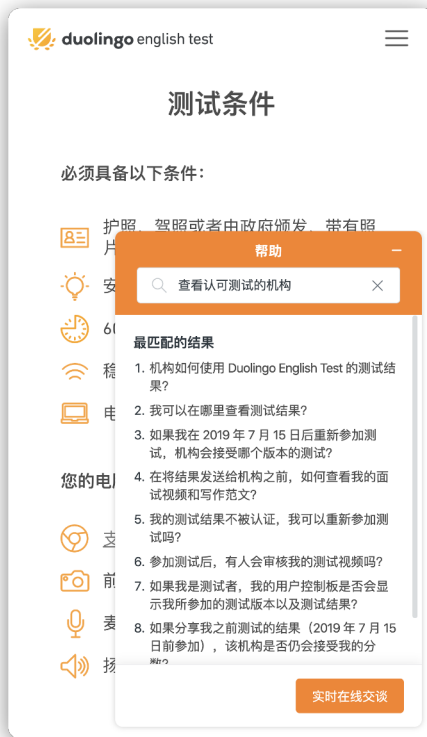 duolingo english test
测试条件
必须具备以下条件：
护照、驾照或者由政府颁发、带有照
片
安
60
稳
电
帮助
查看认可测试的机构
最匹配的结果
1. 机构如何使用 Duolingo English Test 的测试结
果?
2. 我可以在哪里查看测试结果?
3. 如果我在 2019 年 7 月 15 日后重新参加测
试，机构会接受哪个版本的测试?
4. 在将结果发送给机构之前，如何查看我的面
试视频和写作范文?
5. 我的测试结果不被认证，我可以重新参加测
试吗?
6. 参加测试后，有人会审核我的测试视频吗?
7. 如果我是测试者，我的用户控制板是否会显
示我所参加的测试版本以及测试结果?
8. 如果分享我之前测试的结果（2019 年 7 月 15
日前参加），该机构是否仍会接受我的分
数?
您的电
支
前
麦
扬
实时在线交谈